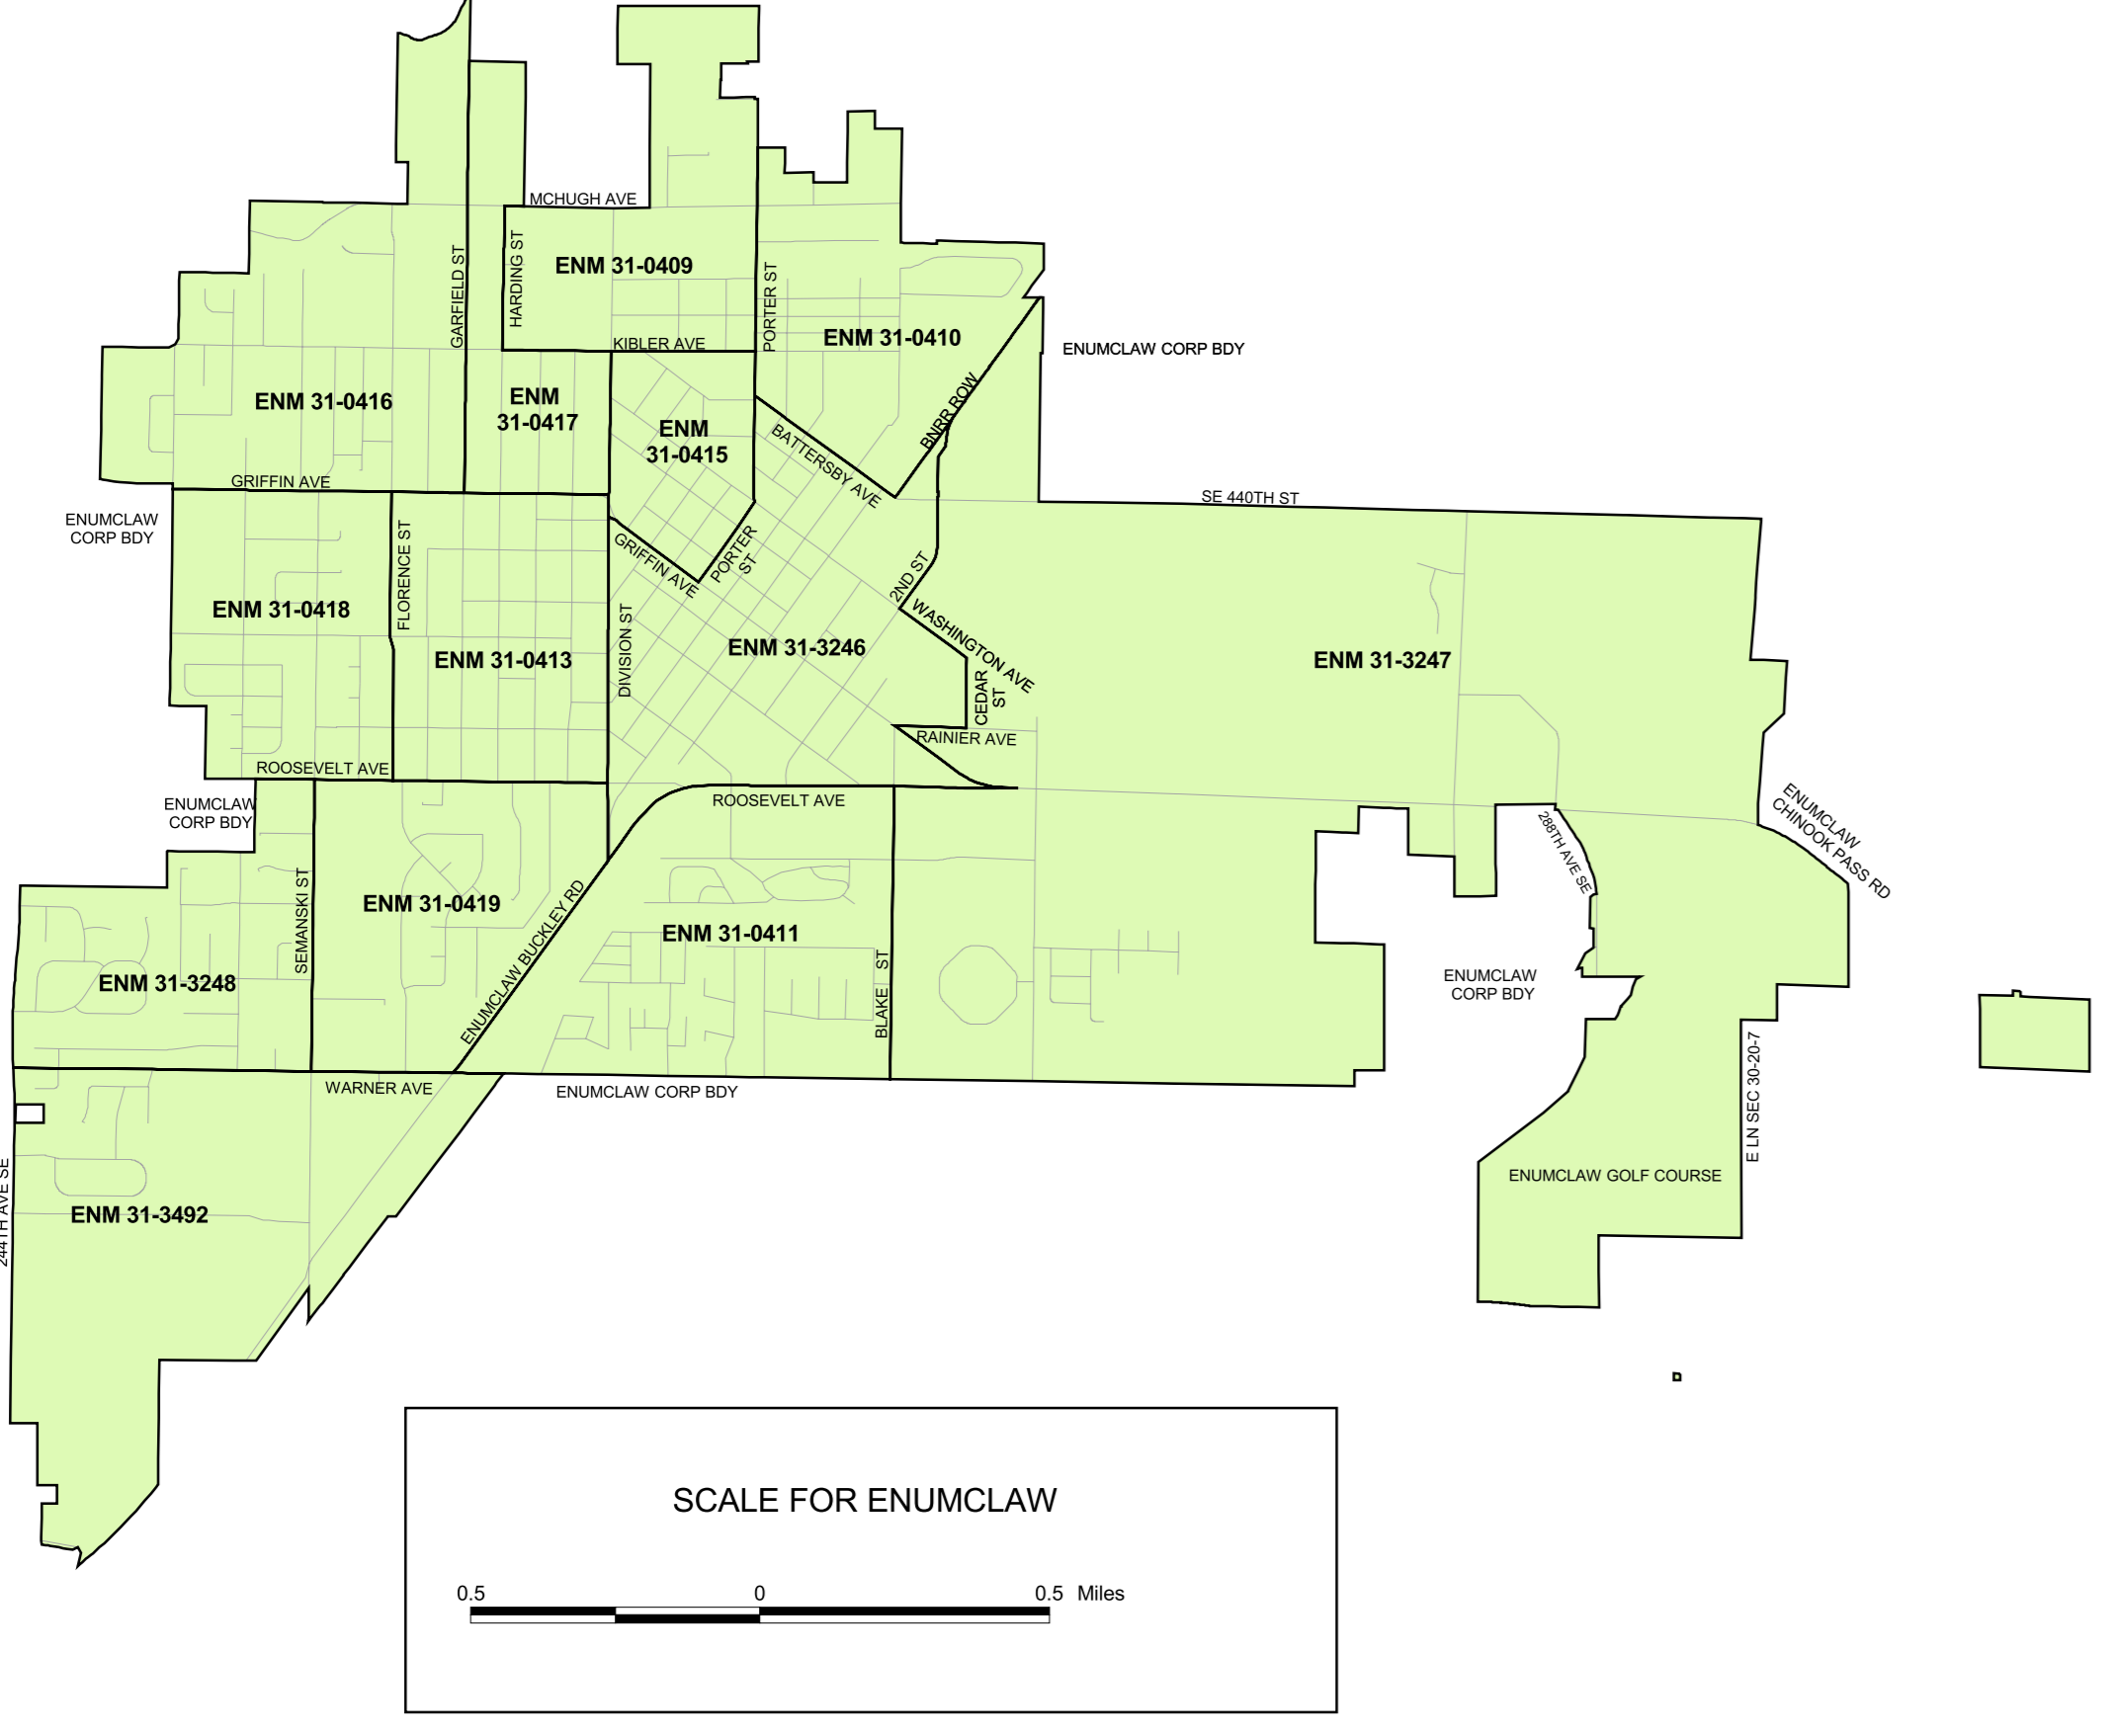 MCHUGH AVE
GARFIELD ST
HARDING ST
ENM 31-0409
PORTER ST
KIBLER AVE
ENM 31-0410
ENUMCLAW CORP BDY
BNRR ROW
ENM 31-0416
ENM
31-0417
ENM
31-0415
BATTERSBY AVE
GRIFFIN AVE
SE 440TH ST
ENUMCLAW
CORP BDY
FLORENCE ST
GRIFFIN AVE
PORTER
ST
2ND ST
WASHINGTON AVE
ENM 31-0418
ENM 31-0413
DIVISION ST
ENM 31-3246
CEDAR
ST
ENM 31-3247
RAINIER AVE
ROOSEVELT AVE
ENUMCLAW
CORP BDY
ROOSEVELT AVE
288TH AVE SE
ENUMCLAW
CHINOOK PASS RD
SEMANSKI ST
ENM 31-0419
ENUMCLAW BUCKLEY RD
ENM 31-0411
BLAKE ST
ENM 31-3248
ENUMCLAW
CORP BDY
WARNER AVE
ENUMCLAW CORP BDY
E LN SEC 30-20-7
244TH AVE SE
ENUMCLAW GOLF COURSE
ENM 31-3492
SCALE FOR ENUMCLAW
0.5 0 0.5 Miles